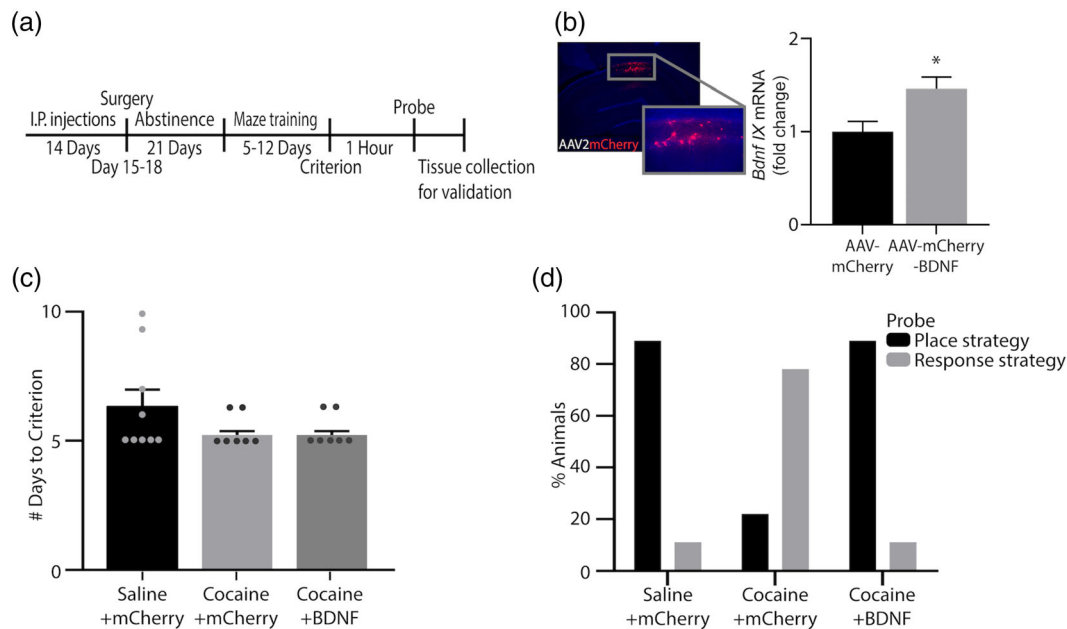 (a)
Surgery
Probe
I.P. injections
Abstinence
Maze training
14 Days
21 Days
5-12 Days
1 Hour
Day 15-18
Criterion
Tissue collection
for validation
(b)
AAV2mCherry
Bdnf IX mRNA
(fold change)
2
1
0
*
AAV-
mCherry
AAV-mCherry
-BDNF
(c)
# Days to Criterion
10
5
0
Saline
+mCherry
Cocaine
+mCherry
Cocaine
+BDNF
(d)
% Animals
100
80
60
40
20
0
Probe
Place strategy
Response strategy
Saline
+mCherry
Cocaine
+mCherry
Cocaine
+BDNF